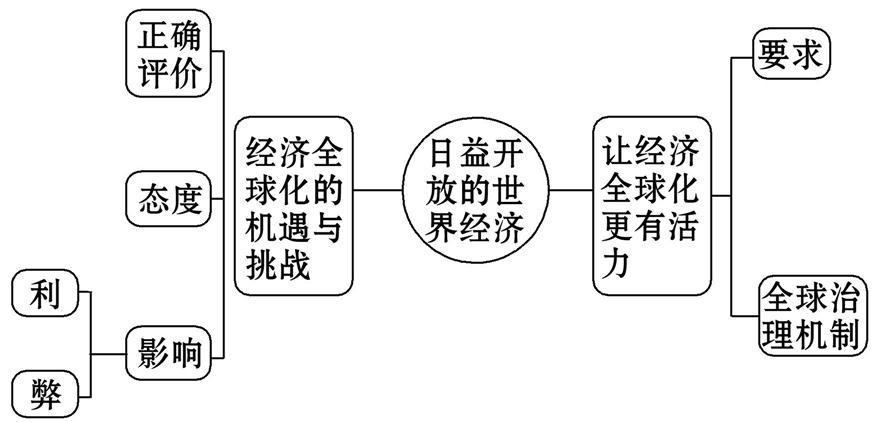 正确
评价
态度
影响
利
弊
经济全
球化的
机遇与
挑战
日益开
放的世
界经济
让经济
全球化
更有活
力
要求
全球治
理机制